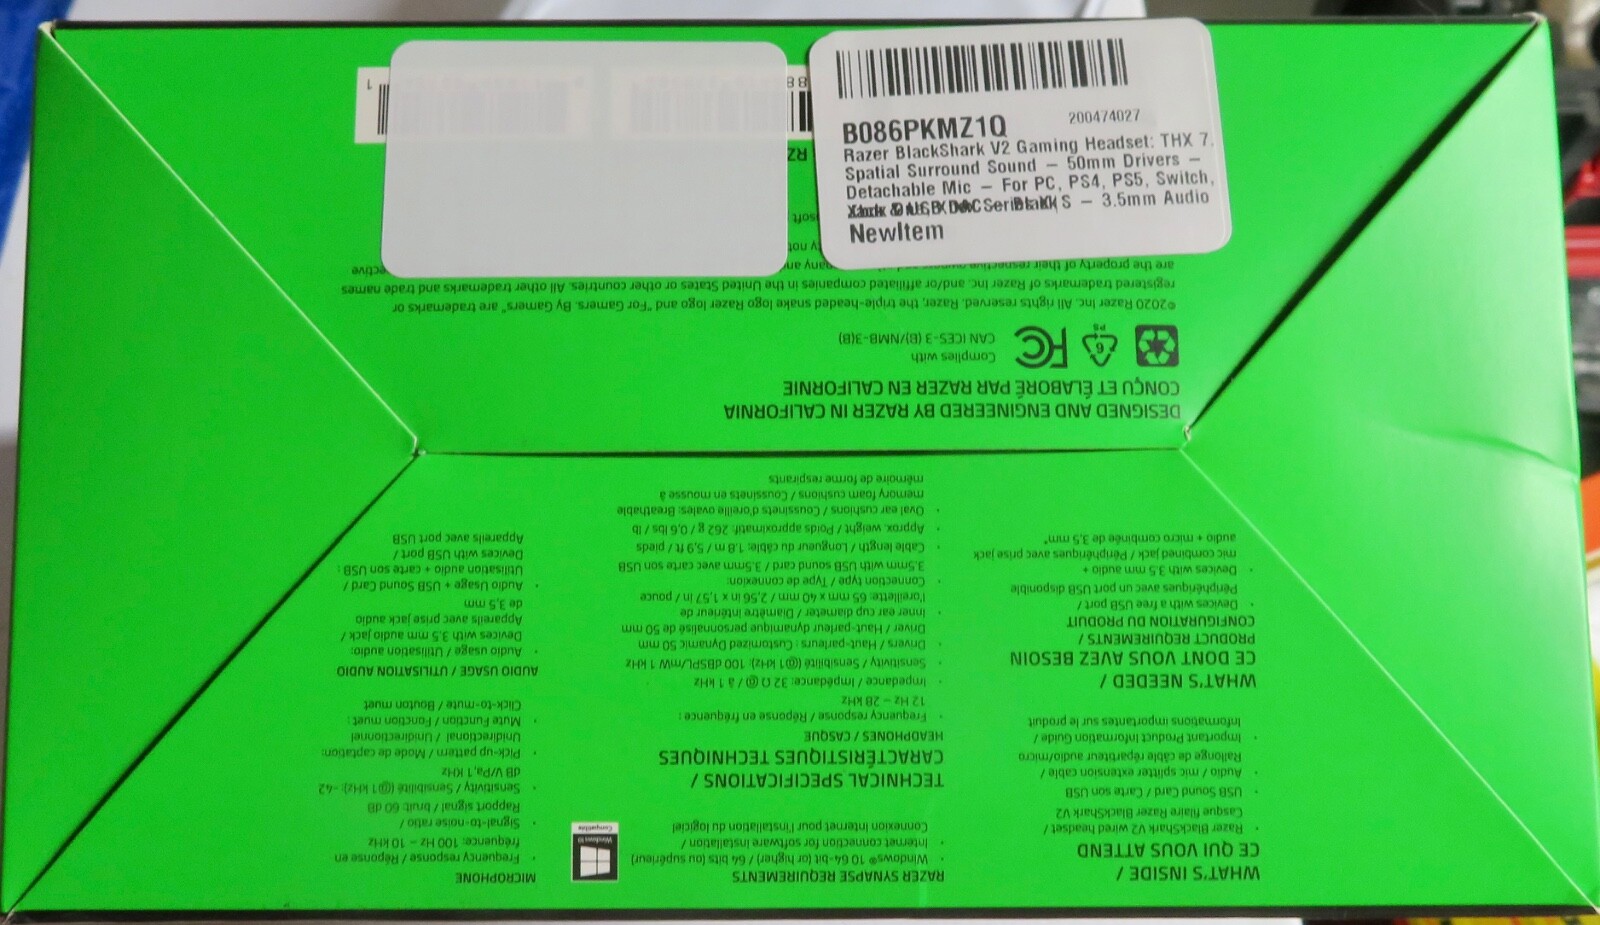 200474027
B086PKMZ1Q
Razer BlackShark V2 Gaming Headset: THX 7.
Spatial Surround Sound – 50mm Drivers –
Detachable Mic – For PC, PS4, PS5, Switch,
– 3.5mm Audio
NewItem
WHAT'S INSIDE /
CE QUI VOUS ATTEND
· Razer BlackShark V2 wired headset /
Casque filaire Razer BlackShark V2
· USB Sound Card / Carte son USB
· Audio / mic splitter extension cable /
Rallonge de câble répartiteur audio/micro
· Important Product Information Guide /
Informations importantes sur le produit
WHAT'S NEEDED /
CE DONT VOUS AVEZ BESOIN
PRODUCT REQUIREMENTS /
CONFIGURATION DU PRODUIT
· Devices with a free USB port /
Périphériques avec un port USB disponible
· Devices with 3.5 mm audio +
mic combined jack / Périphériques avec prise jack
audio + micro combinée de 3,5 mm"
RAZER SYNAPSE REQUIREMENTS
· Windows® 10 64-bit (or higher) / 64 bits (ou supérieur)
· Internet connection for software installation /
Connexion Internet pour l'installation du logiciel
Windows 10
Compatible
TECHNICAL SPECIFICATIONS /
CARACTÉRISTIQUES TECHNIQUES
HEADPHONES / CASQUE
· Frequency response / Réponse en fréquence :
12 Hz – 28 kHz
· Impedance / Impédance: 32 Ω @ / à 1 kHz
· Sensitivity / Sensibilité (@1 kHz): 100 dBSPL/mW 1 kHz
· Drivers / Haut-parleurs : Customized Dynamic 50 mm
Driver / Haut-parleur dynamique personnalisé de 50 mm
· Inner ear cup diameter / Diamètre intérieur de
l'oreillette: 65 mm x 40 mm / 2,56 in x 1,57 in / pouce
· Connection type / Type de connexion:
3.5mm with USB sound card / 3.5mm avec carte son USB
· Cable length / Longueur du câble: 1.8 m / 5,9 ft / pieds
· Approx. weight / Poids approximatif: 262 g / 0,6 lbs / lb
· Oval ear cushions / Coussinets d'oreille ovales: Breathable
memory foam cushions / Coussinets en mousse à
mémoire de forme respirants
MICROPHONE
· Frequency response / Réponse en
fréquence: 100 Hz – 10 kHz
· Signal-to-noise ratio /
Rapport signal / bruit: 60 dB
· Sensitivity / Sensibilité (@1 kHz): -42
dB V/Pa, 1 KHz
· Pick-up pattern / Mode de captation:
Unidirectional / Unidirectionnel
· Mute Function / Fonction muet :
Click-to-mute / Bouton muet
AUDIO USAGE / UTILISATION AUDIO
· Audio usage / Utilisation audio:
Devices with 3.5 mm audio jack /
Appareils avec prise jack audio
de 3,5 mm
· Audio Usage + USB Sound Card /
Utilisation audio + carte son USB :
Devices with USB port /
Appareils avec port USB
DESIGNED AND ENGINEERED BY RAZER IN CALIFORNIA
CONÇU ET ÉLABORÉ PAR RAZER EN CALIFORNIE
6
PS
FC
Complies with
CAN ICES-3 (B)/NMB-3(B)
©2020 Razer Inc. All rights reserved. Razer, the triple-headed snake logo Razer logo and "For Gamers. By Gamers" are trademarks or
registered trademarks of Razer Inc. and/or affiliated companies in the United States or other countries. All other trademarks and trade names
are the property of their respective
RZ
1